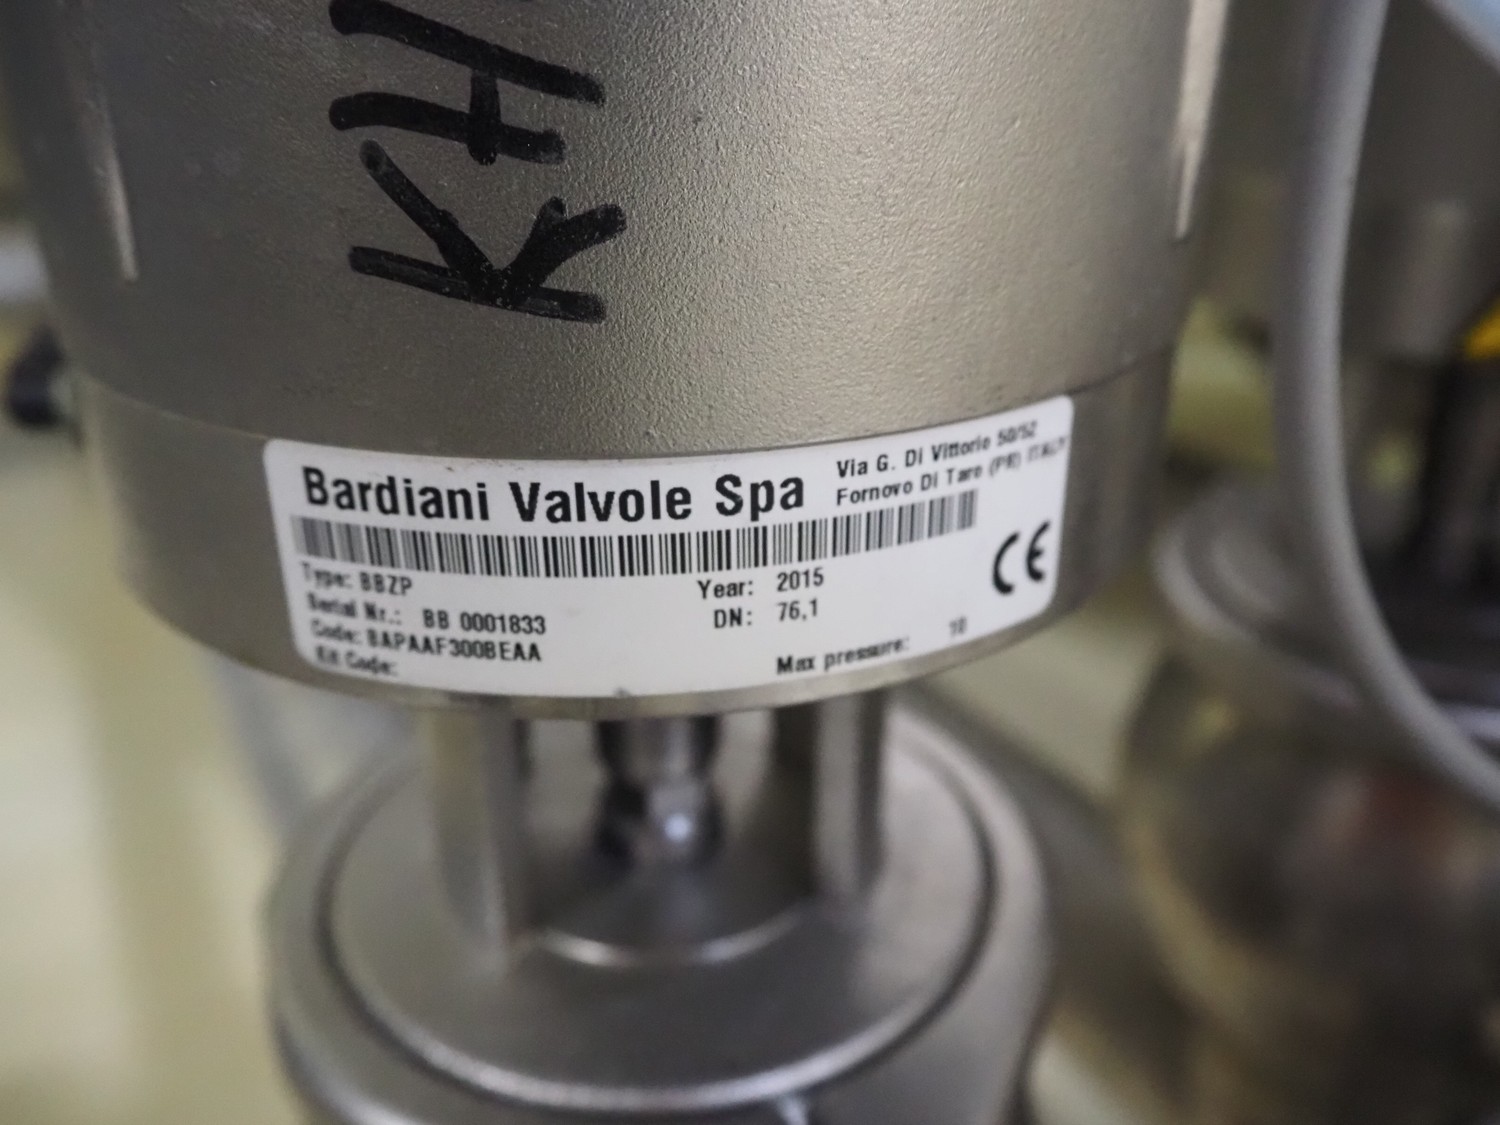 KH
Bardiani Valvole Spa
Via G. Di Vittorio 50/52
Fornovo Di Taro (PR) ITALY
Type: BBZP
Year: 2015
Serial Nr.: BB 0001833
DN: 76,1
Code: BAPAAF300BEAA
Kit Code:
Max pressure: 10
CE